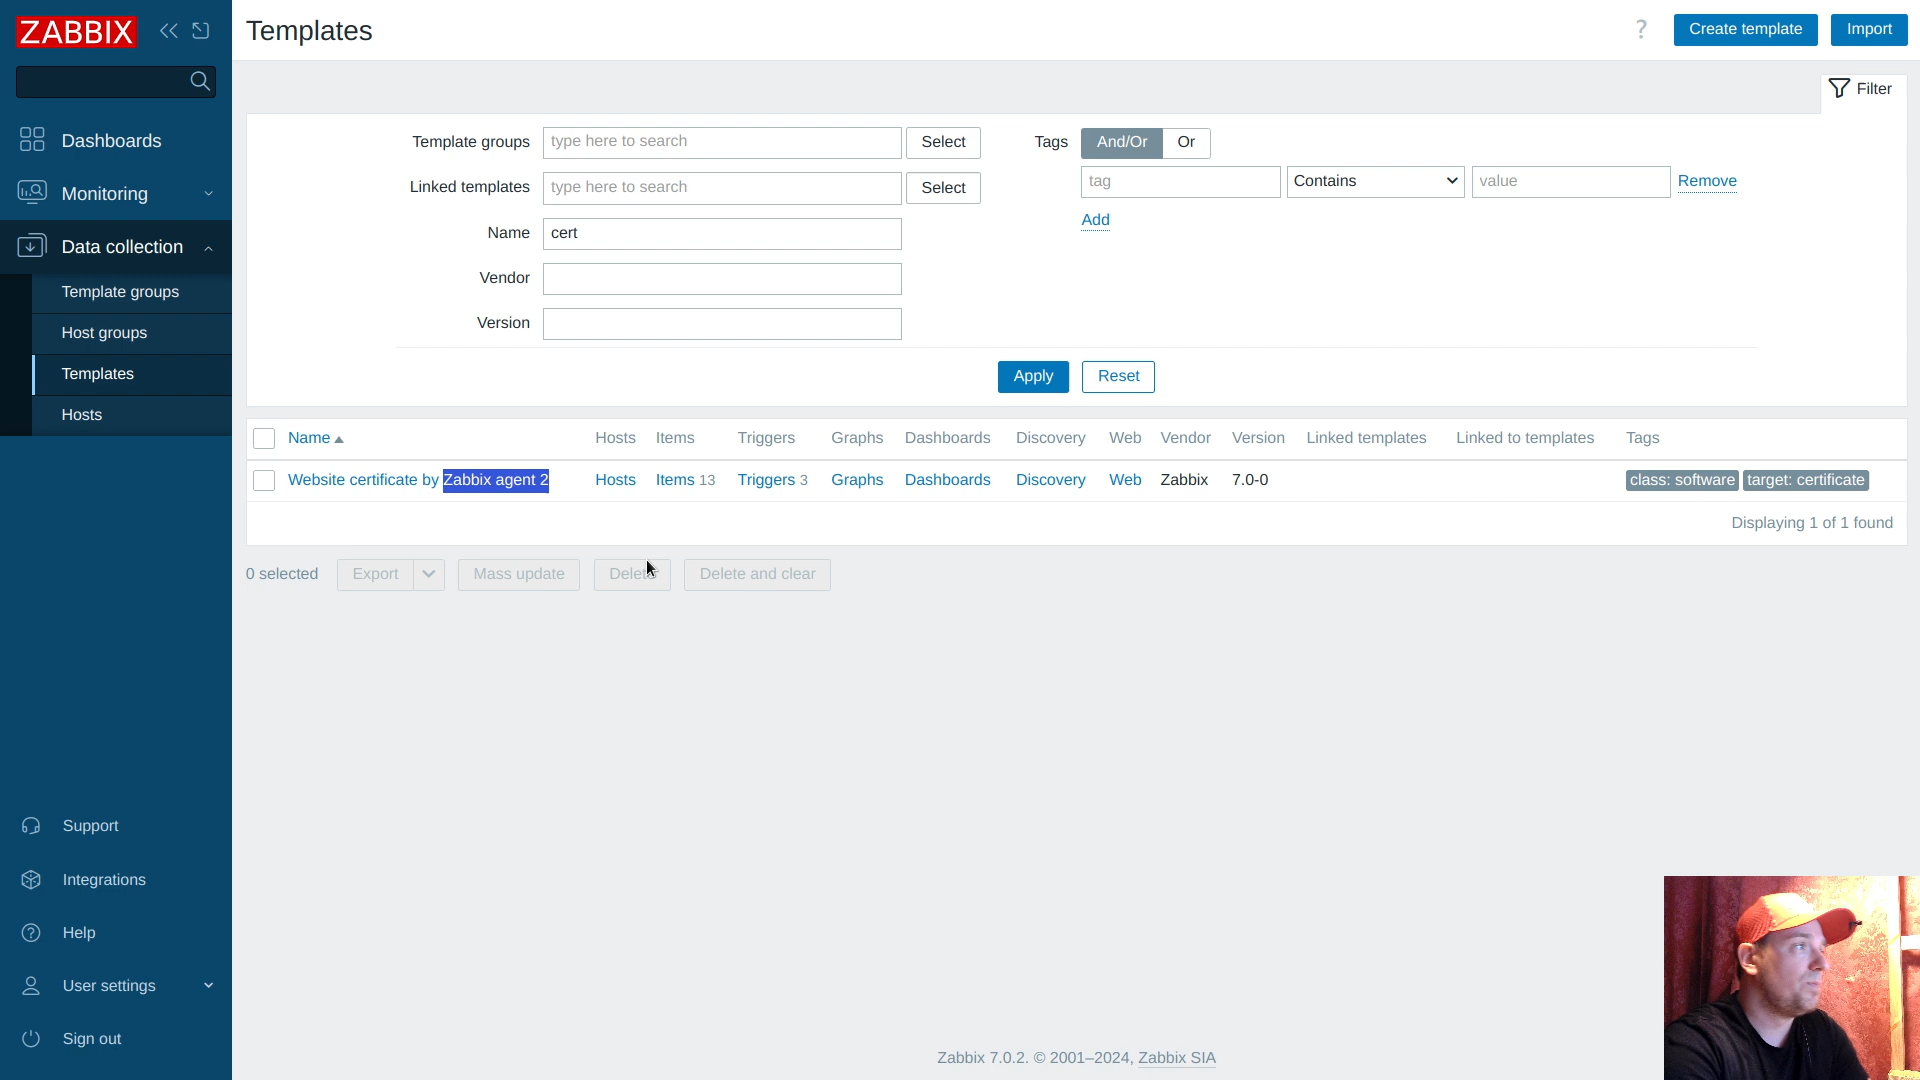 ZABBIX
Dashboards
Monitoring
Data collection
Template groups
Host groups
Templates
Hosts
Support
Integrations
Help
User settings
Sign out
Templates
? Create template Import
Filter
Template groups type here to search Select
Linked templates type here to search Select
Name cert
Vendor
Version
Tags And/Or Or
tag Contains value Remove
Add
Apply Reset
Name Hosts Items Triggers Graphs Dashboards Discovery Web Vendor Version Linked templates Linked to templates Tags
Website certificate by Zabbix agent 2 Hosts Items 13 Triggers 3 Graphs Dashboards Discovery Web Zabbix 7.0-0 class: software target: certificate
Displaying 1 of 1 found
0 selected Export Mass update Delete Delete and clear
Zabbix 7.0.2. © 2001–2024, Zabbix SIA